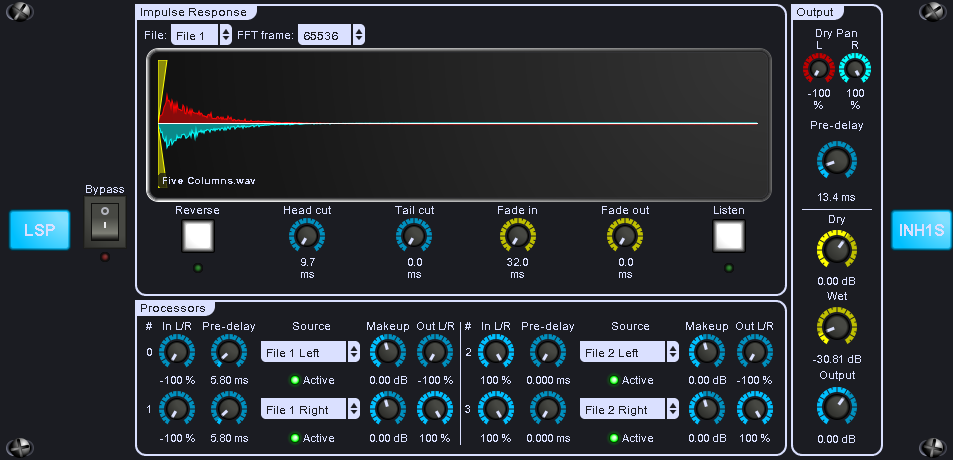 Impulse Response
File: File 1 FFT frame: 65536
Five Columns.wav
Reverse Head cut Tail cut Fade in Fade out Listen
9.7 0.0 32.0 0.0
ms ms ms ms
Bypass
LSP
Processors
# In L/R Pre-delay Source Makeup Out L/R # In L/R Pre-delay Source Makeup Out L/R
0 File 1 Left 2 File 2 Left
-100 % 5.80 ms Active 0.00 dB -100 % 100 % 0.000 ms Active 0.00 dB -100 %
1 File 1 Right 3 File 2 Right
-100 % 5.80 ms Active 0.00 dB 100 % 100 % 0.000 ms Active 0.00 dB 100 %
Output
Dry Pan
L R
-100 100
% %
Pre-delay
13.4 ms
Dry
0.00 dB
Wet
-30.81 dB
Output
0.00 dB
INH1S